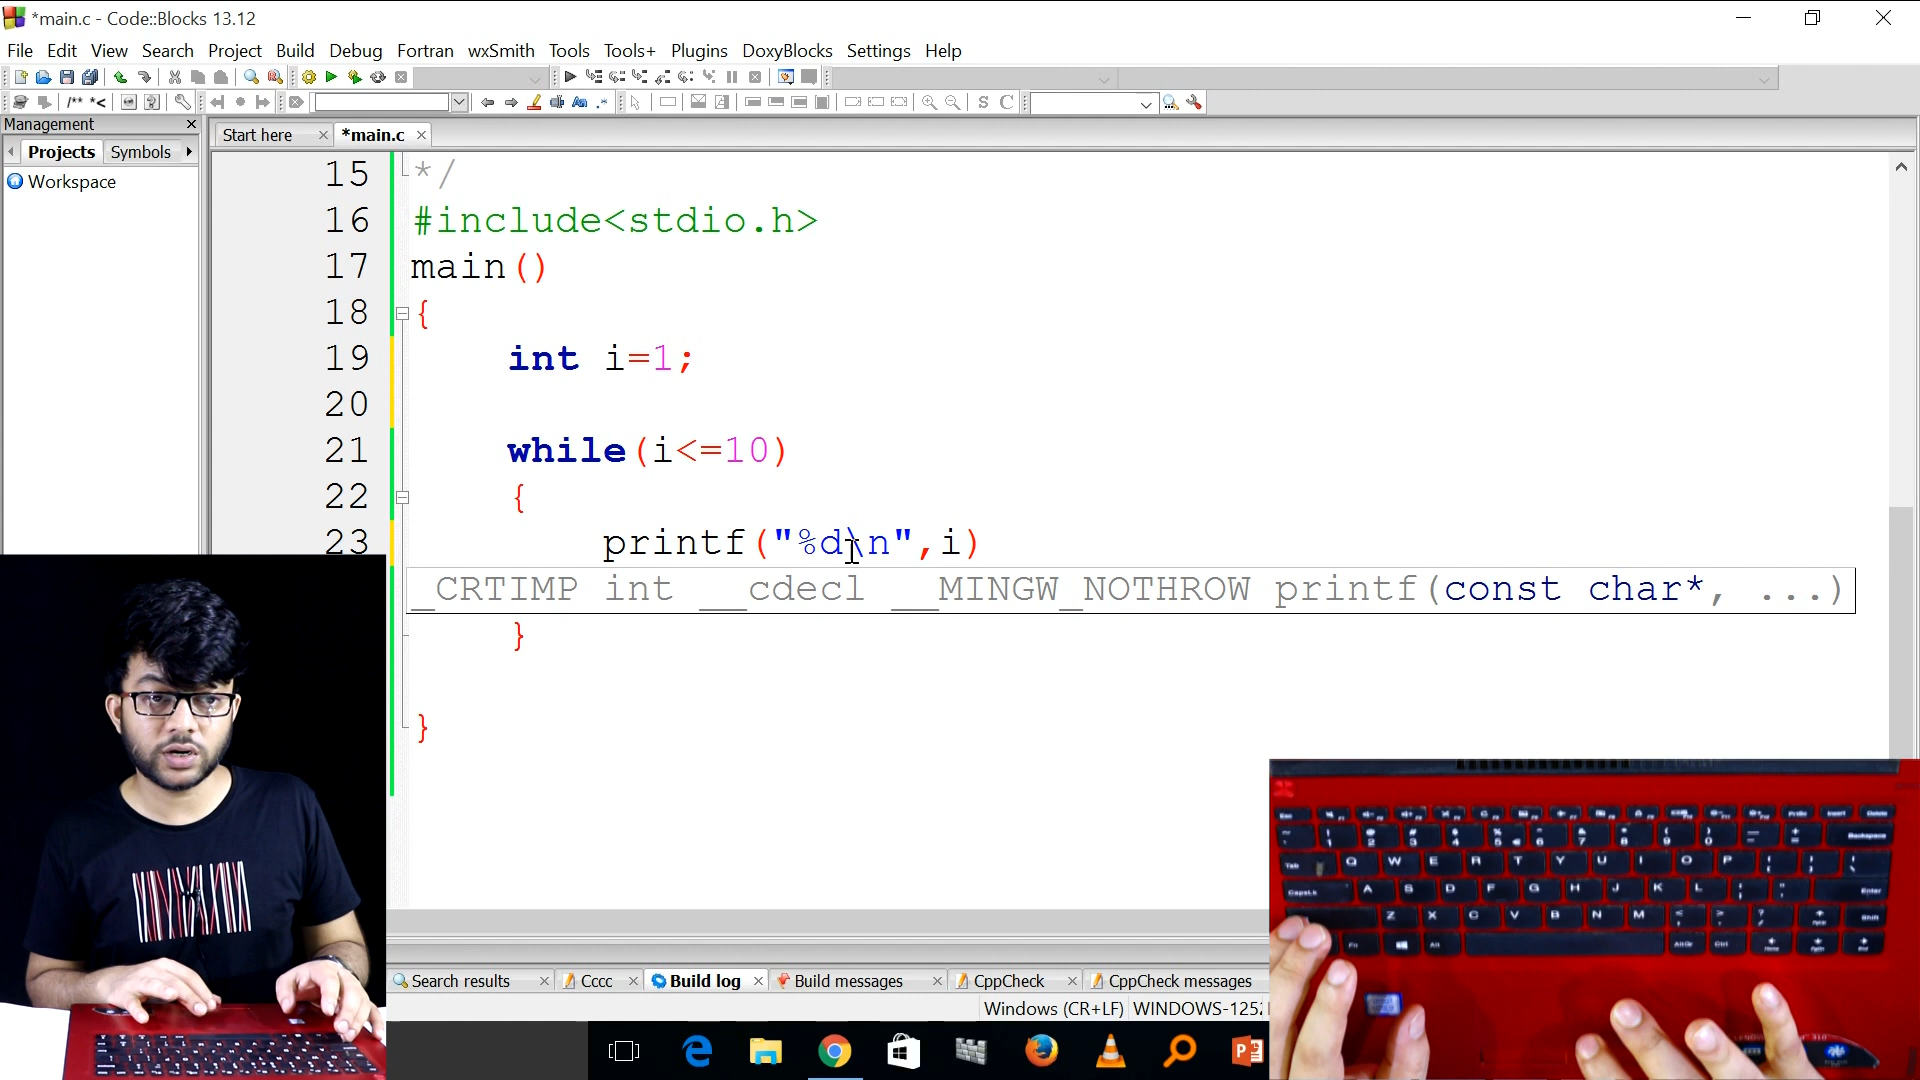 *main.c - Code::Blocks 13.12
File Edit View Search Project Build Debug Fortran wxSmith Tools Tools+ Plugins DoxyBlocks Settings Help
/** *<
S C
Management
Projects Symbols
Workspace
Start here *main.c
15 */
16 #include<stdio.h>
17 main()
18 {
19 int i=1;
20
21 while(i<=10)
22 {
23 printf("%d\n",i)
_CRTIMP int __cdecl __MINGW_NOTHROW printf(const char*, ...)
}
}
Search results Cccc Build log Build messages CppCheck CppCheck messages
Windows (CR+LF) WINDOWS-1252
Q W E R T Y U I O P
A S D F G H J K L
Z X C V B N M